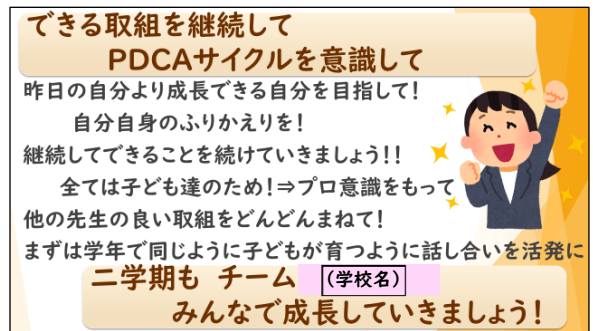 できる取組を継続して
PDCAサイクルを意識して
昨日の自分より成長できる自分を目指して！
自分自身のふりかえりを！
継続してできることを続けていきましょう！！
全ては子ども達のため！⇒プロ意識をもって
他の先生の良い取組をどんどんまねて！
まずは学年で同じように子どもが育つように話し合いを活発に
二学期も チーム （学校名）
みんなで成長していきましょう！